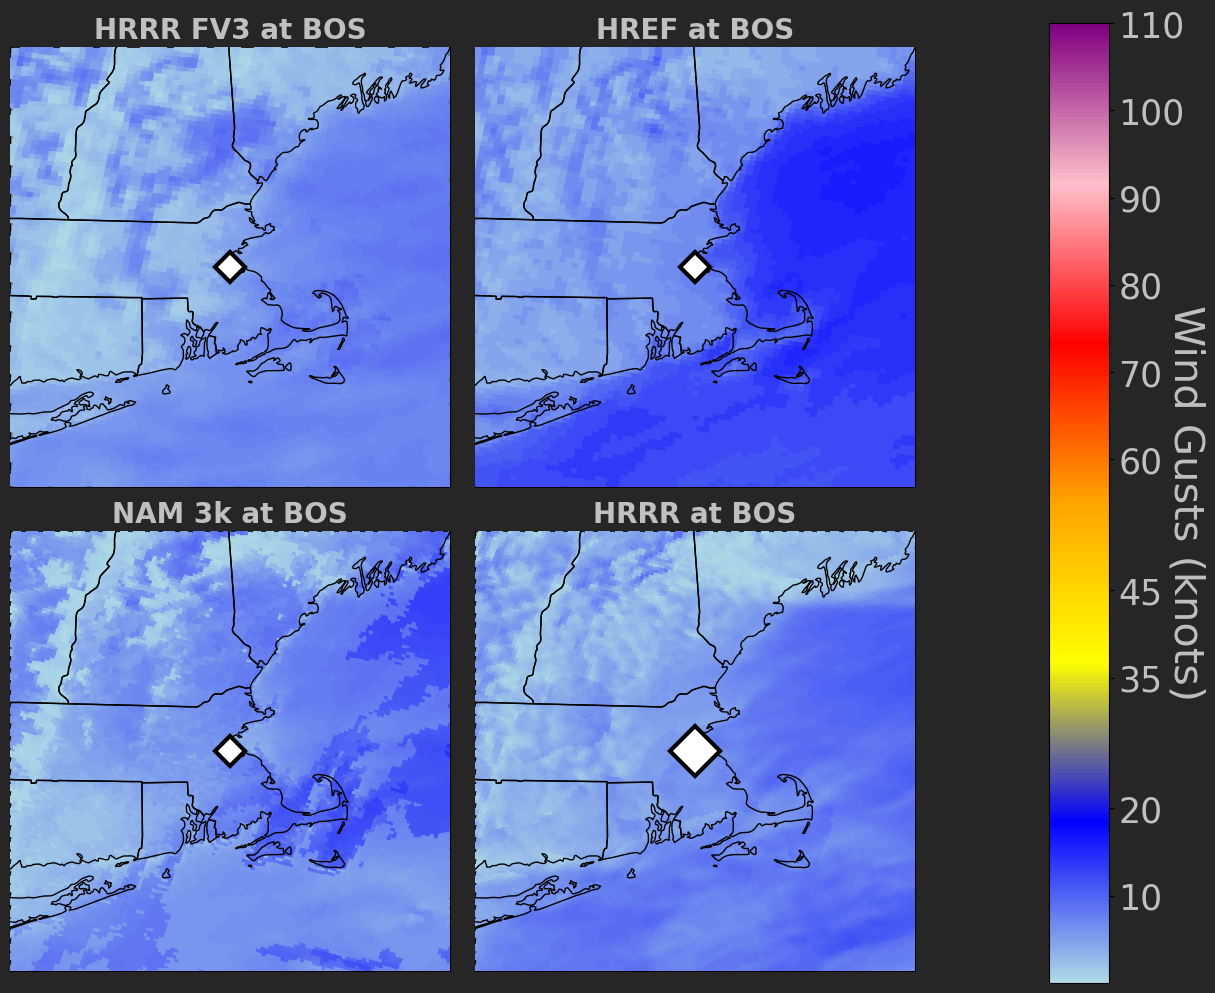 HRRR FV3 at BOS
HREF at BOS
NAM 3k at BOS
HRRR at BOS
110
100
90
80
70
60
45
35
20
10
Wind Gusts (knots)